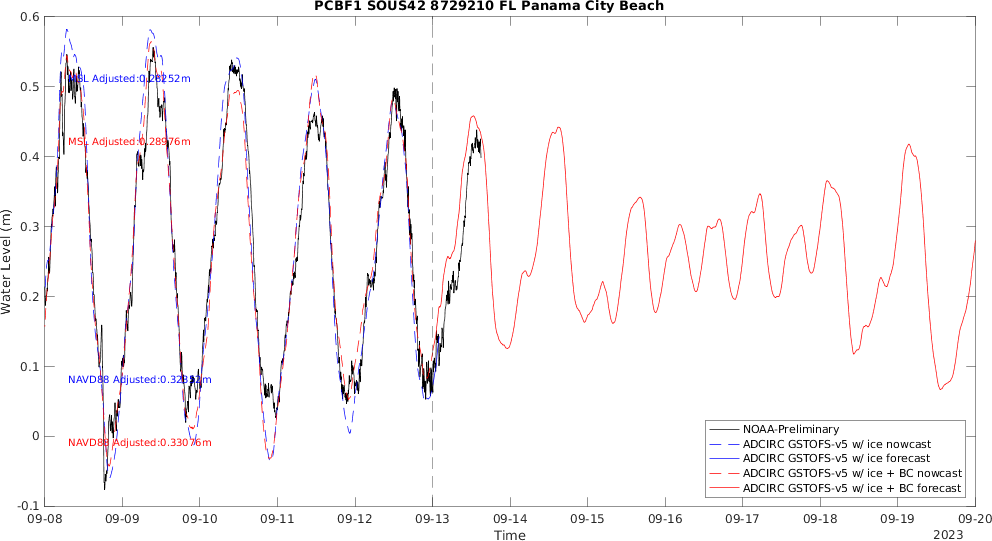 PCBF1 SOUS42 8729210 FL Panama City Beach
0.6
0.5
0.4
0.3
0.2
0.1
0
-0.1
Water Level (m)
MSL Adjusted:0.28252m
MSL Adjusted:0.28976m
NAVD88 Adjusted:0.32352m
NAVD88 Adjusted:0.33076m
NOAA-Preliminary
ADCIRC GSTOFS-v5 w/ ice nowcast
ADCIRC GSTOFS-v5 w/ ice forecast
ADCIRC GSTOFS-v5 w/ ice + BC nowcast
ADCIRC GSTOFS-v5 w/ ice + BC forecast
09-08 09-09 09-10 09-11 09-12 09-13 09-14 09-15 09-16 09-17 09-18 09-19 09-20
Time
2023